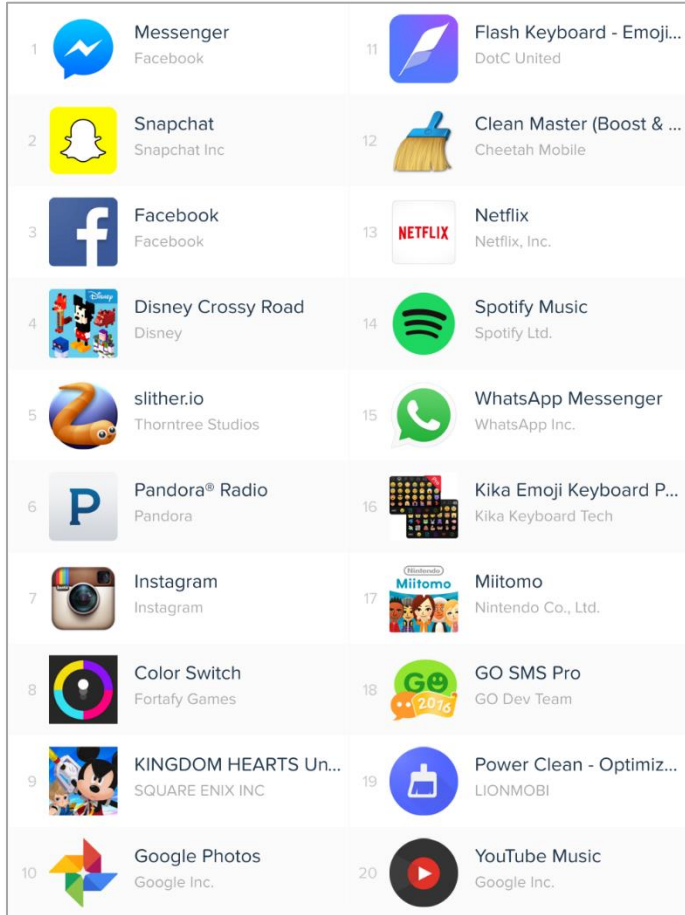 1
Messenger
Facebook
2
Snapchat
Snapchat Inc
3
Facebook
Facebook
4
Disney
Disney Crossy Road
Disney
5
slither.io
Thorntree Studios
6
P
Pandora® Radio
Pandora
7
Instagram
Instagram
8
Color Switch
Fortafy Games
9
KINGDOM HEARTS Un...
SQUARE ENIX INC
10
Google Photos
Google Inc.
11
Flash Keyboard - Emoji...
DotC United
12
Clean Master (Boost & ...
Cheetah Mobile
13
NETFLIX
Netflix
Netflix, Inc.
14
Spotify Music
Spotify Ltd.
15
WhatsApp Messenger
WhatsApp Inc.
16
Kika Emoji Keyboard P...
Kika Keyboard Tech
17
Nintendo
Miitomo
Miitomo
Nintendo Co., Ltd.
18
GO
2016
GO SMS Pro
GO Dev Team
19
Power Clean - Optimiz...
LIONMOBI
20
YouTube Music
Google Inc.